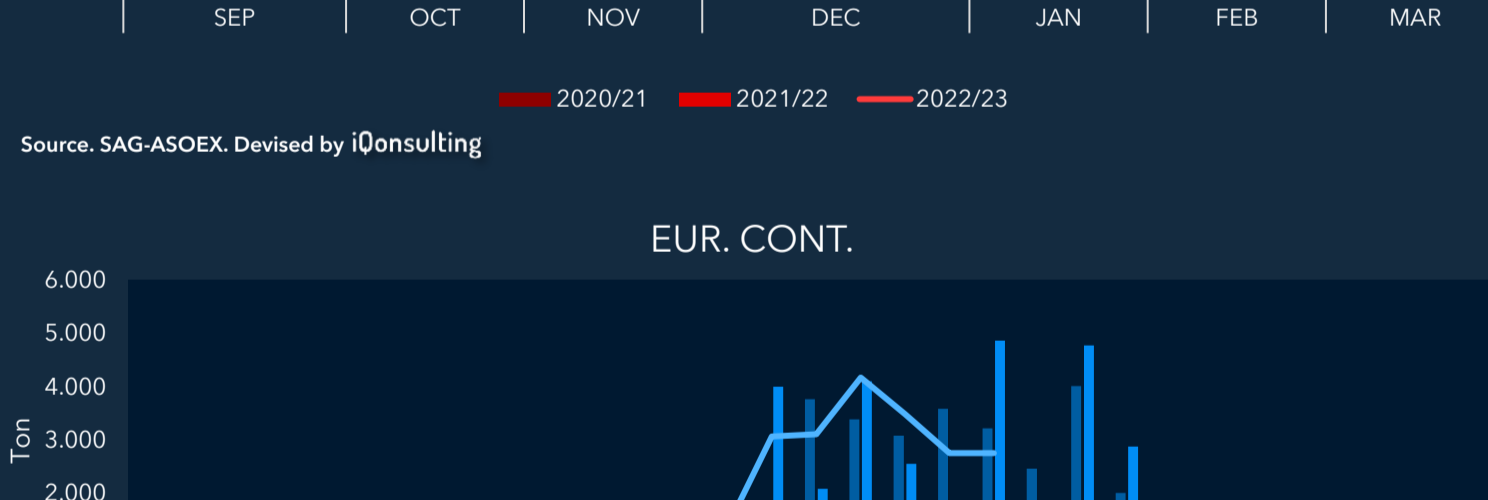 SEP OCT NOV DEC JAN FEB MAR
2020/21 2021/22 2022/23
Source. SAG-ASOEX. Devised by iQonsulting
EUR. CONT.
6.000
5.000
4.000
Ton
3.000
2.000